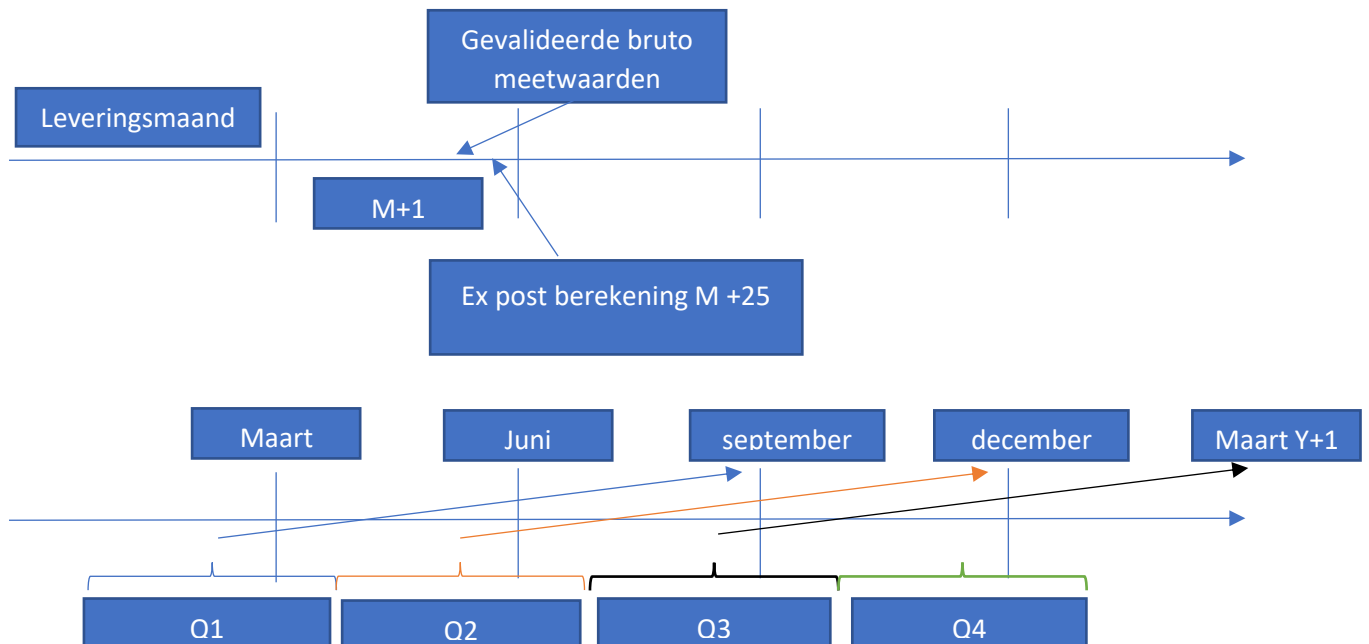 Gevalideerde bruto
meetwaarden
Leveringsmaand
M+1
Ex post berekening M +25
Maart
Juni
september
december
Maart Y+1
Q1
Q2
Q3
Q4